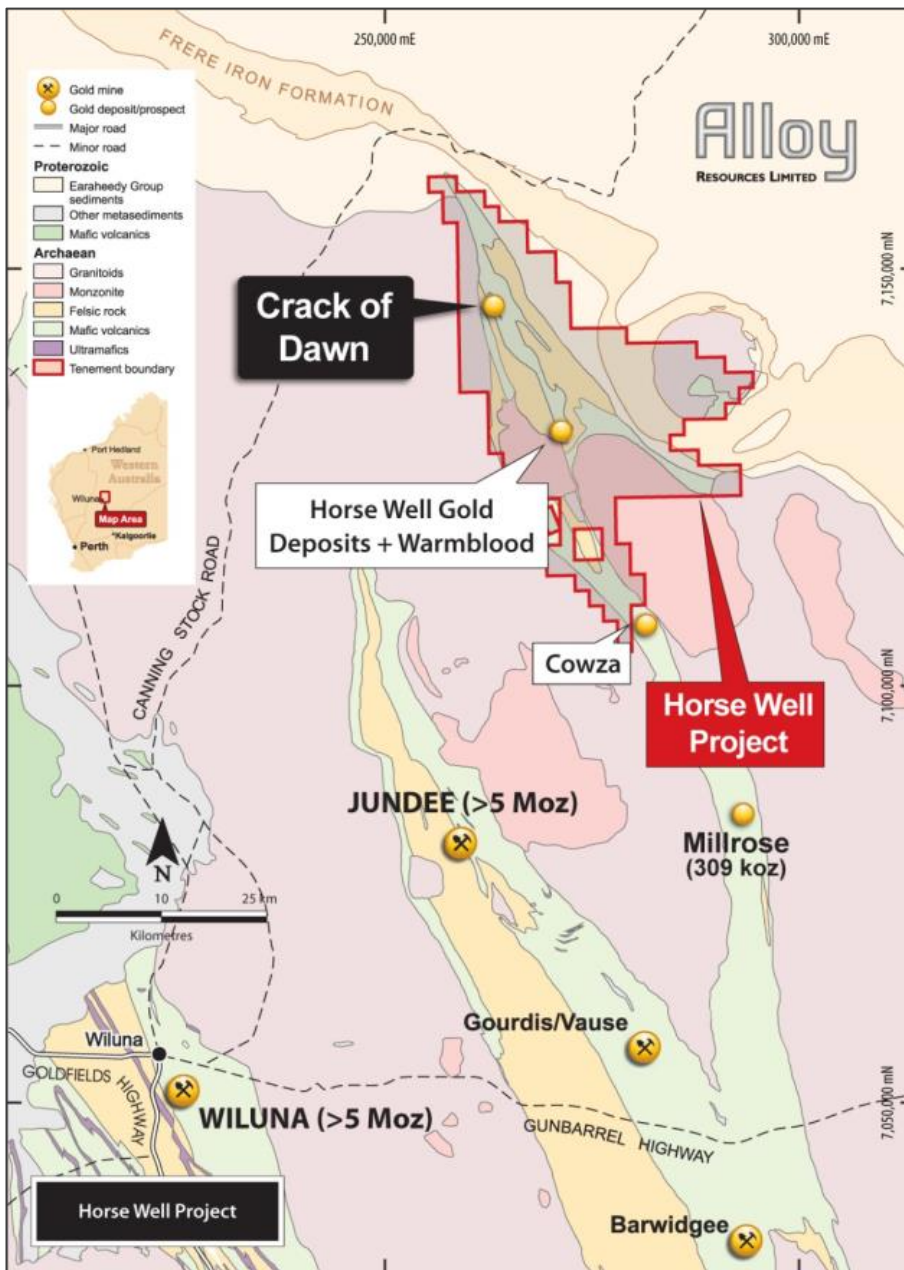 250,000 mE
300,000 mE
FRERE IRON FORMATION
Alloy
RESOURCES LIMITED
Gold mine
Gold deposit/prospect
Major road
Minor road
Proterozoic
Earaheedy Group
sediments
Other metasediments
Mafic volcanics
Archaean
Granitoids
Monzonite
Felsic rock
Mafic volcanics
Ultramafics
Tenement boundary
Port Hedland
Western
Australia
Wiluna
Map Area
Kalgoorlie
Perth
7,150,000 mN
Crack of
Dawn
Horse Well Gold
Deposits + Warmblood
CANNING STOCK ROAD
Cowza
Horse Well
Project
7,100,000 mN
JUNDEE (>5 Moz)
Millrose
(309 koz)
N
0 10 25 km
Kilometres
Gourdis/Vause
Wiluna
GOLDFIELDS HIGHWAY
WILUNA (>5 Moz)
GUNBARREL HIGHWAY
7,050,000 mN
Horse Well Project
Barwidgee